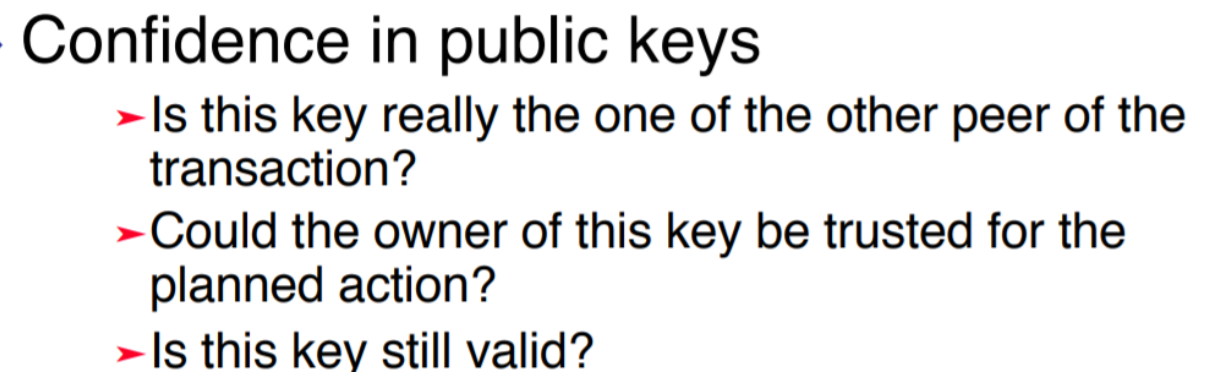 Confidence in public keys
➢Is this key really the one of the other peer of the
transaction?
➢Could the owner of this key be trusted for the
planned action?
➢Is this key still valid?